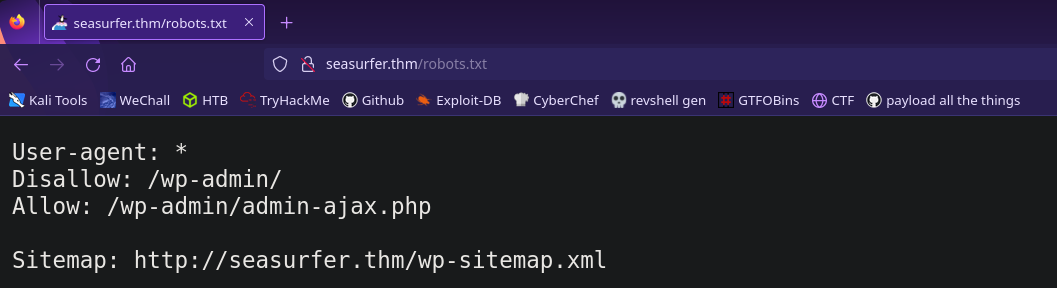 seasurfer.thm/robots.txt
seasurfer.thm/robots.txt
Kali Tools WeChall HTB TryHackMe Github Exploit-DB CyberChef revshell gen GTFOBins CTF payload all the things
User-agent: *
Disallow: /wp-admin/
Allow: /wp-admin/admin-ajax.php
Sitemap: http://seasurfer.thm/wp-sitemap.xml